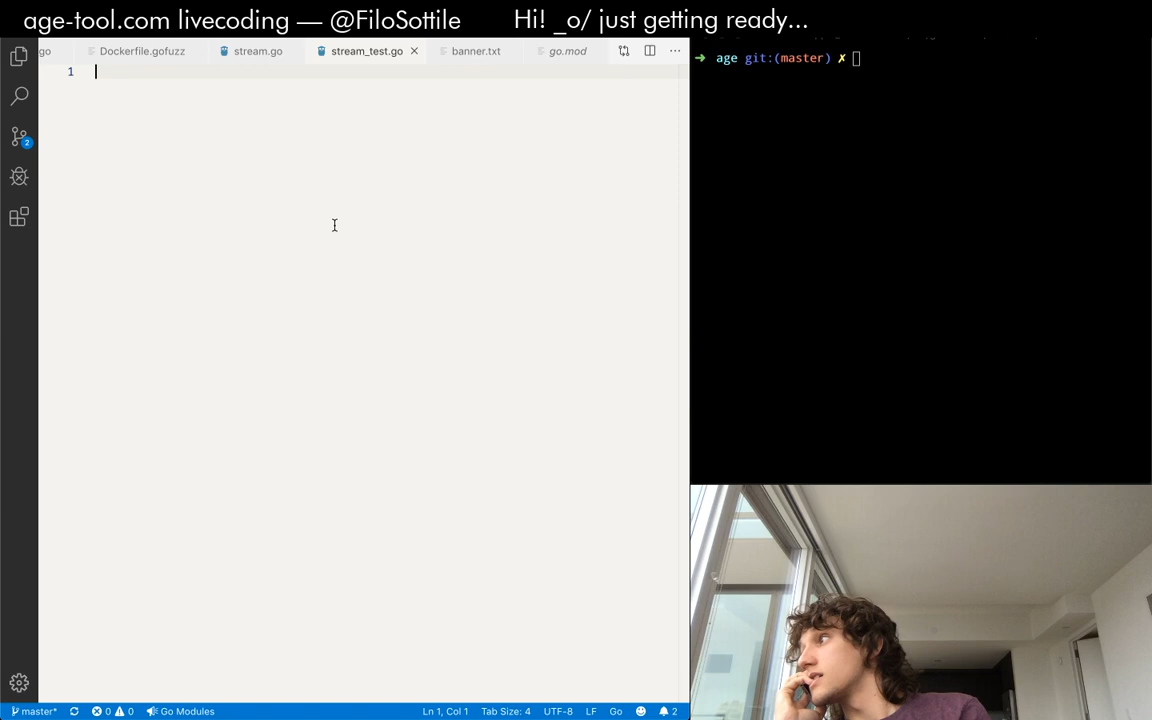 age-tool.com livecoding — @FiloSottile
Hi! _o/ just getting ready...
go
Dockerfile.gofuzz
stream.go
stream_test.go
banner.txt
go.mod
1
➜ age git:(master) ✗
2
master*
0
0
Go Modules
Ln 1, Col 1
Tab Size: 4
UTF-8
LF
Go
2